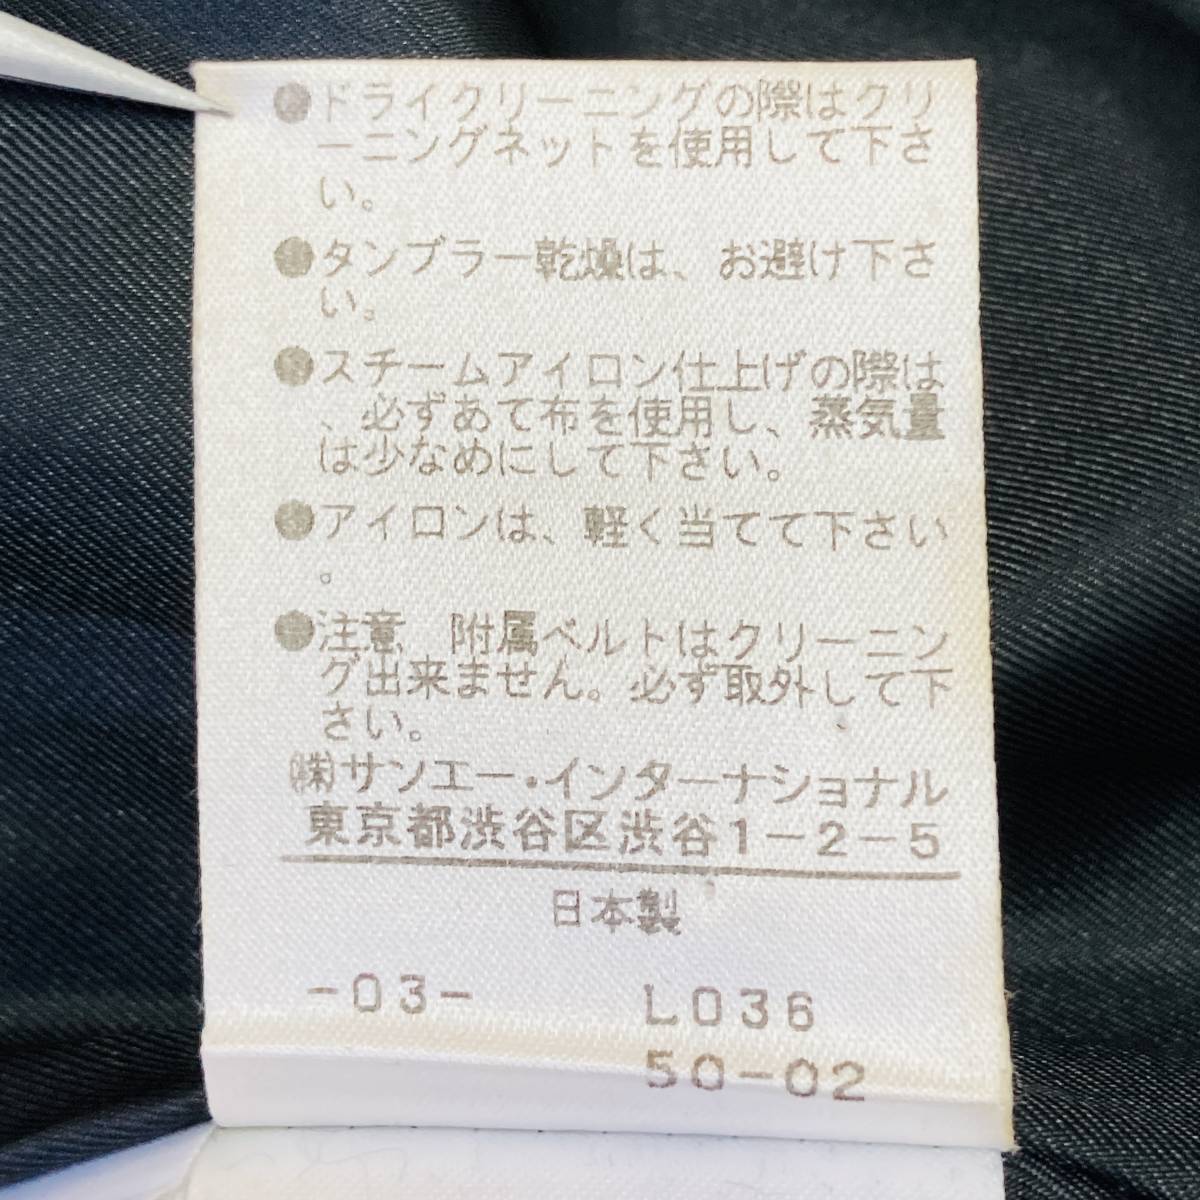 ●ドライクリーニングの際はクリ
ーニングネットを使用して下さ
い。
●タンブラー乾燥は、お避け下さ
い。
●スチームアイロン仕上げの際は
、必ずあて布を使用し、蒸気量
は少なめにして下さい。
●アイロンは、軽く当てて下さい
。
●注意 附属ベルトはクリーニン
グ出来ません。必ず取外して下
さい。
㈱サンエー・インターナショナル
東京都渋谷区渋谷1-2-5
日本製
-03- L036
50-02